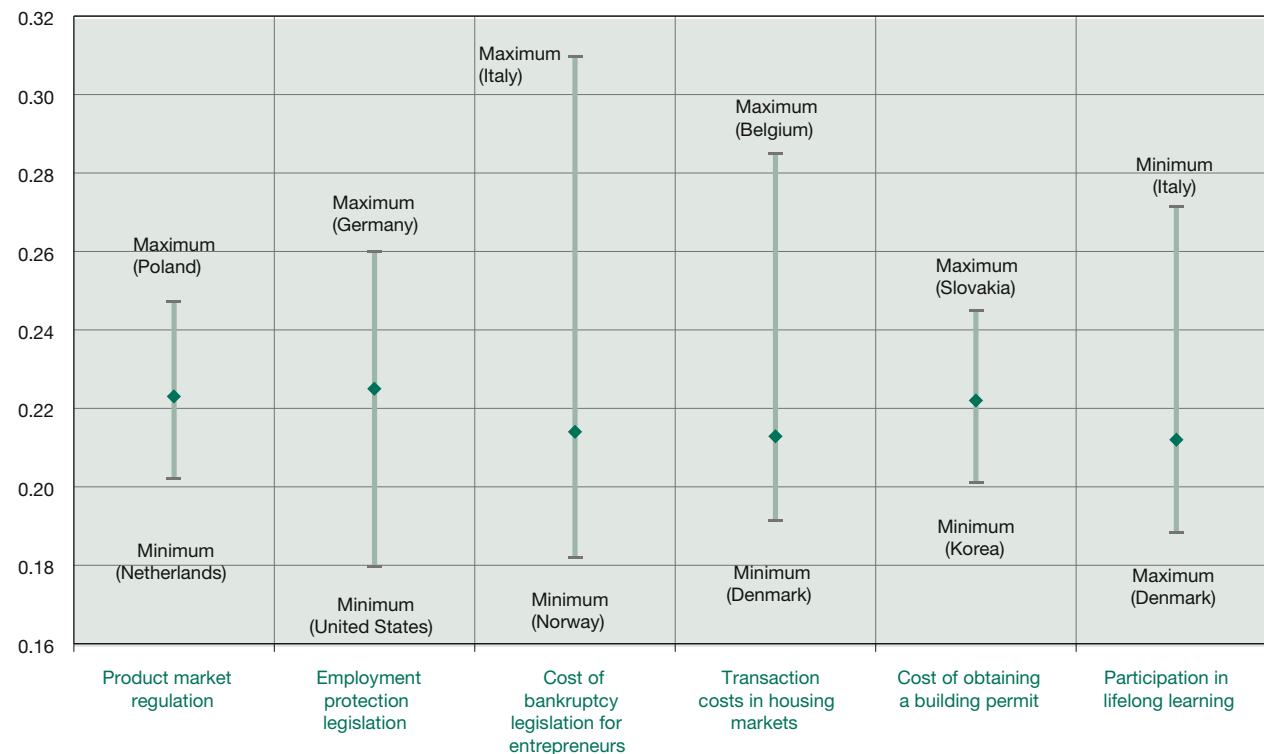 0.32
0.30
0.28
0.26
0.24
0.22
0.20
0.18
0.16
Maximum
(Poland)
Minimum
(Netherlands)
Maximum
(Germany)
Minimum
(United States)
Maximum
(Italy)
Minimum
(Norway)
Maximum
(Belgium)
Minimum
(Denmark)
Maximum
(Slovakia)
Minimum
(Korea)
Minimum
(Italy)
Maximum
(Denmark)
Product market
regulation
Employment
protection
legislation
Cost of
bankruptcy
legislation for
entrepreneurs
Transaction
costs in housing
markets
Cost of obtaining
a building permit
Participation in
lifelong learning